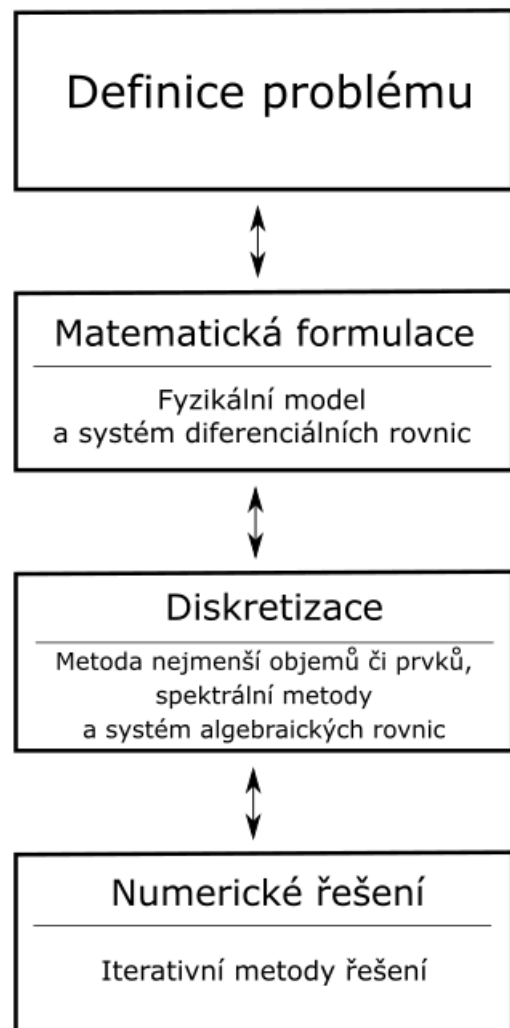 Definice problému
Matematická formulace
Fyzikální model
a systém diferenciálních rovnic
Diskretizace
Metoda nejmenší objemů či prvků,
spektrální metody
a systém algebraických rovnic
Numerické řešení
Iterativní metody řešení